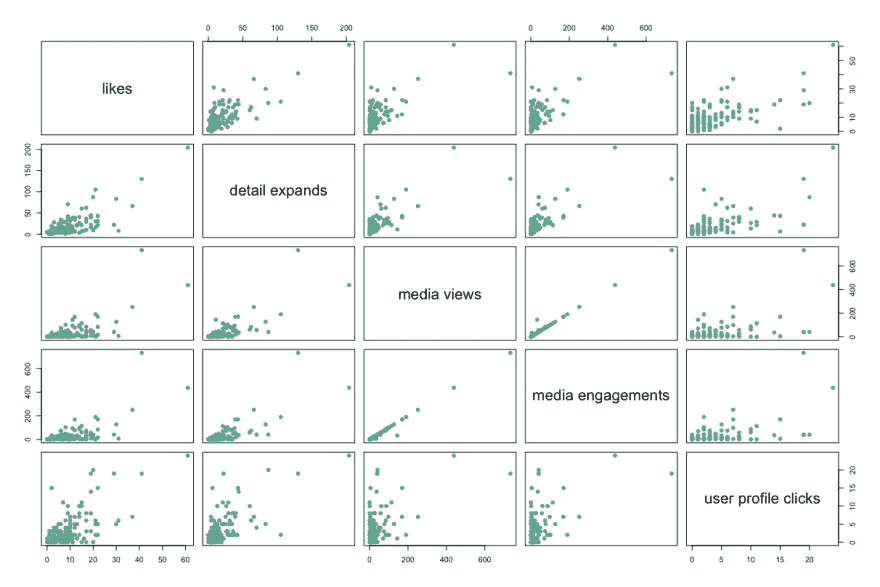 0 50 100 150 200
0 200 400 600
likes
0 10 30 50
0 50 100 150 200
detail expands
media views
0 200 400 600
0 200 400 600
media engagements
user profile clicks
0 5 10 15 20
0 10 20 30 40 50 60
0 200 400 600
0 5 10 15 20